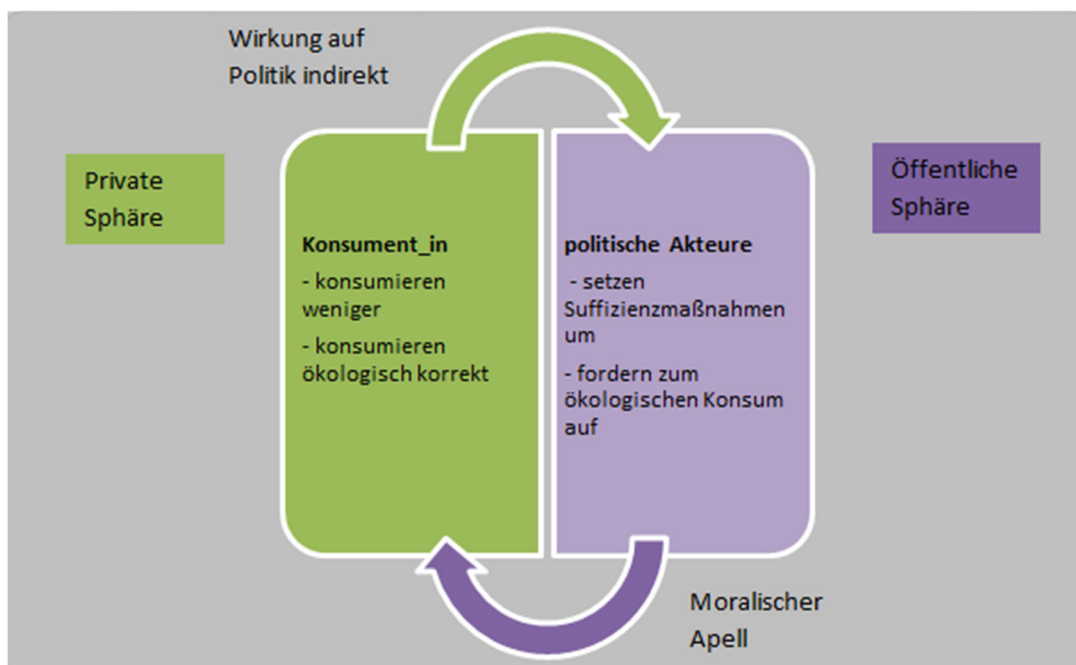 Wirkung auf
Politik indirekt
Private
Sphäre
Öffentliche
Sphäre
Konsument_in
- konsumieren
weniger
- konsumieren
ökologisch korrekt
politische Akteure
- setzen
Suffizienzmaßnahmen
um
- fordern zum
ökologischen Konsum
auf
Moralischer
Apell